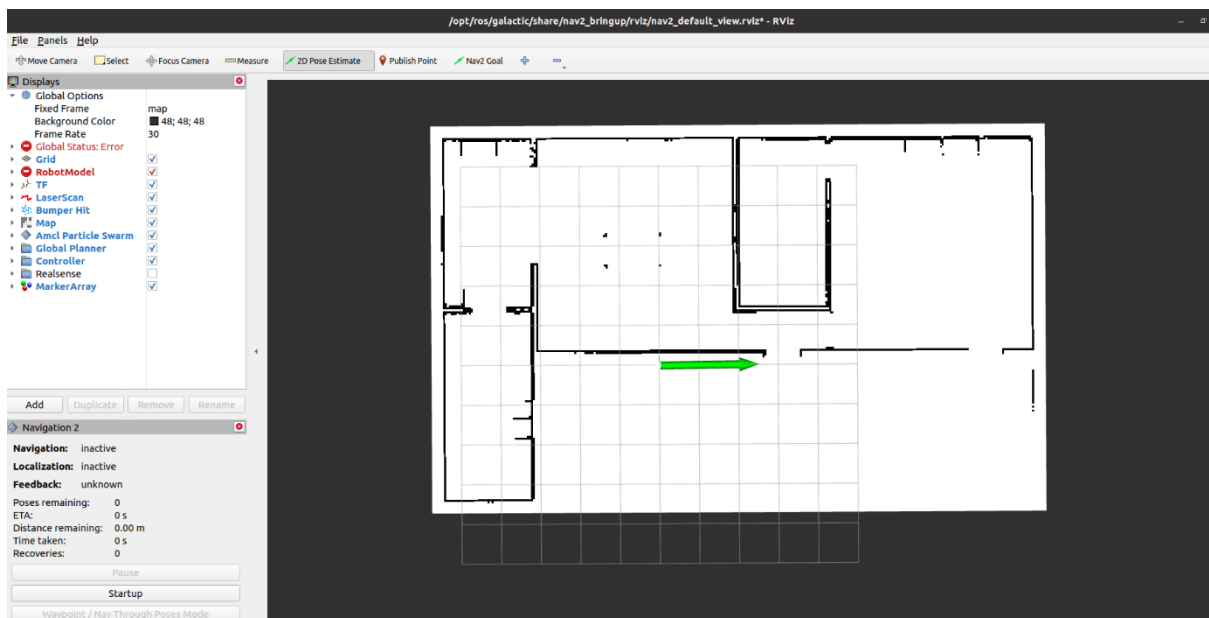 /opt/ros/galactic/share/nav2_bringup/rviz/nav2_default_view.rviz* - RViz
File Panels Help
Move Camera Select Focus Camera Measure 2D Pose Estimate Publish Point Nav2 Goal
Displays
Global Options
Fixed Frame map
Background Color 48; 48; 48
Frame Rate 30
Global Status: Error
Grid
RobotModel
TF
LaserScan
Bumper Hit
Map
Amcl Particle Swarm
Global Planner
Controller
Realsense
MarkerArray
Add Duplicate Remove Rename
Navigation 2
Navigation: inactive
Localization: inactive
Feedback: unknown
Poses remaining: 0
ETA: 0 s
Distance remaining: 0.00 m
Time taken: 0 s
Recoveries: 0
Pause
Startup
Waypoint / Nav Through Poses Mode